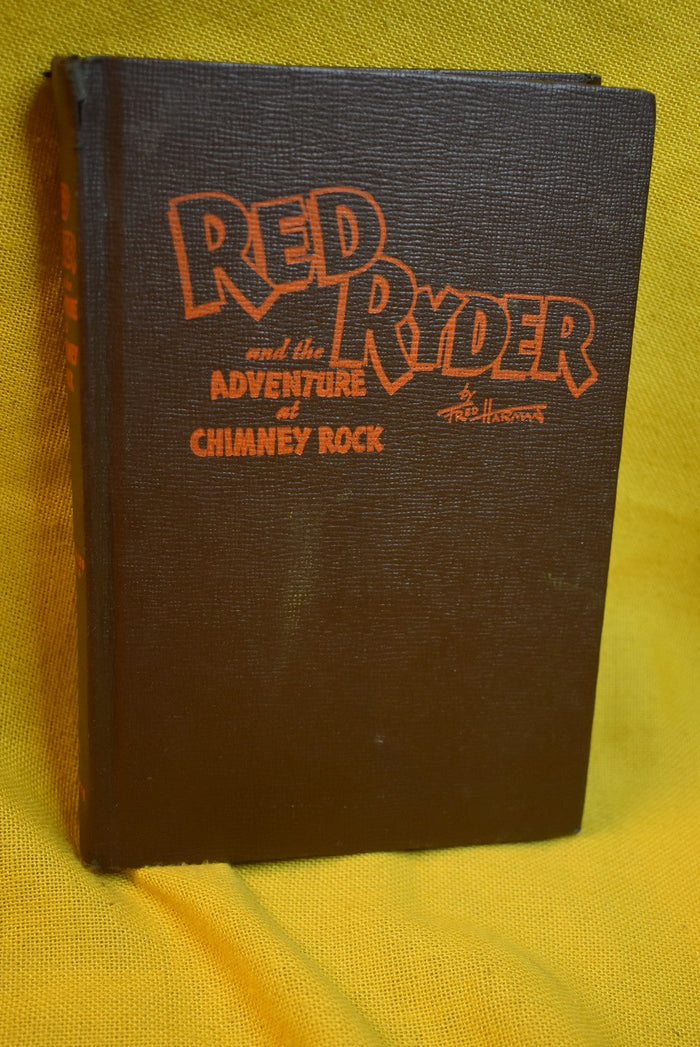 RED
RYDER
and the
ADVENTURE
at
CHIMNEY ROCK
by
FRED HARMAN